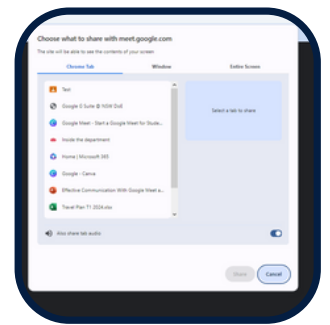 Choose what to share with meet.google.com
The site will be able to see the contents of your screen
Chrome Tab Window Entire Screen
Test
Google G Suite @ NSW DoE
Google Meet - Start a Google Meet for Stude...
Inside the department
Home | Microsoft 365
Google - Canva
Effective Communication With Google Meet a...
Travel Plan T1 2024.xlsx
Select a tab to share
Also share tab audio
Share Cancel